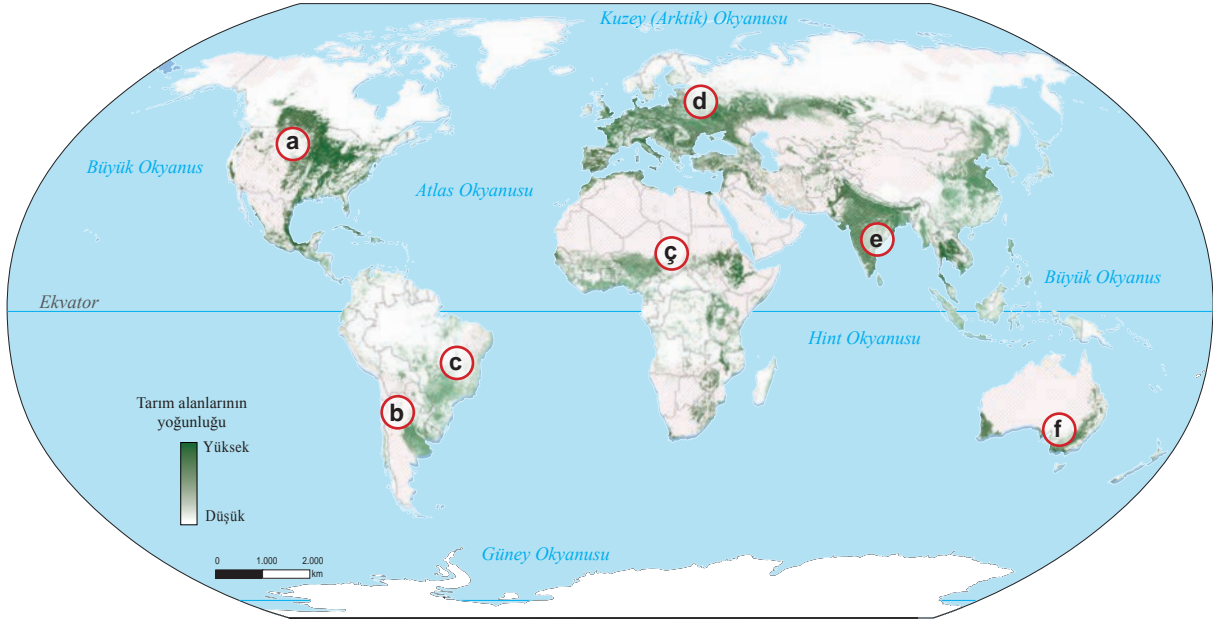 Kuzey (Arktik) Okyanusu
d
a
Büyük Okyanus
Atlas Okyanusu
e
ç
Büyük Okyanus
Ekvator
Hint Okyanusu
c
b
f
Tarım alanlarının
yoğunluğu
Yüksek
Düşük
0 1.000 2.000
km
Güney Okyanusu